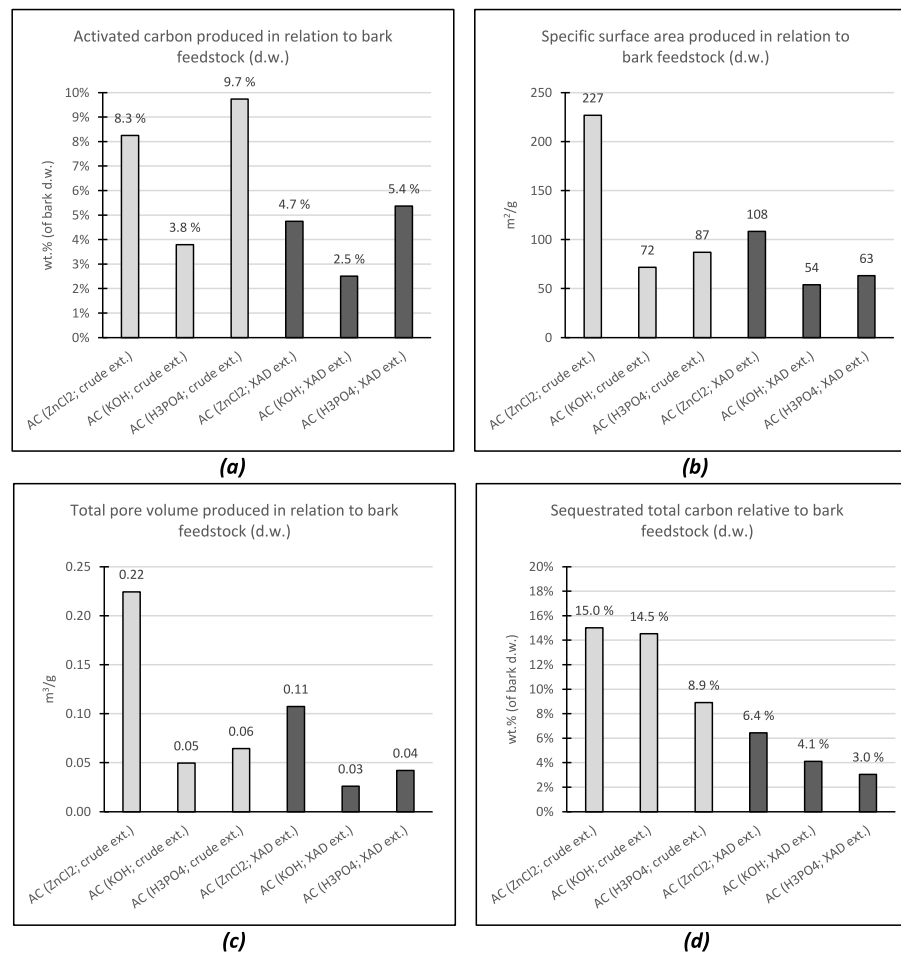 Activated carbon produced in relation to bark
feedstock (d.w.)
wt.% (of bark d.w.)
10%
9%
8%
7%
6%
5%
4%
3%
2%
1%
0%
8.3 %
3.8 %
9.7 %
4.7 %
2.5 %
5.4 %
AC (ZnCl2; crude ext.)
AC (KOH; crude ext.)
AC (H3PO4; crude ext.)
AC (ZnCl2; XAD ext.)
AC (KOH; XAD ext.)
AC (H3PO4; XAD ext.)
(a)
Specific surface area produced in relation to
bark feedstock (d.w.)
m²/g
250
200
150
100
50
0
227
72
87
108
54
63
AC (ZnCl2; crude ext.)
AC (KOH; crude ext.)
AC (H3PO4; crude ext.)
AC (ZnCl2; XAD ext.)
AC (KOH; XAD ext.)
AC (H3PO4; XAD ext.)
(b)
Total pore volume produced in relation to bark
feedstock (d.w.)
m³/g
0.25
0.20
0.15
0.10
0.05
0.00
0.22
0.05
0.06
0.11
0.03
0.04
AC (ZnCl2; crude ext.)
AC (KOH; crude ext.)
AC (H3PO4; crude ext.)
AC (ZnCl2; XAD ext.)
AC (KOH; XAD ext.)
AC (H3PO4; XAD ext.)
(c)
Sequestrated total carbon relative to bark
feedstock (d.w.)
wt.% (of bark d.w.)
20%
18%
16%
14%
12%
10%
8%
6%
4%
2%
0%
15.0 %
14.5 %
8.9 %
6.4 %
4.1 %
3.0 %
AC (ZnCl2; crude ext.)
AC (KOH; crude ext.)
AC (H3PO4; crude ext.)
AC (ZnCl2; XAD ext.)
AC (KOH; XAD ext.)
AC (H3PO4; XAD ext.)
(d)